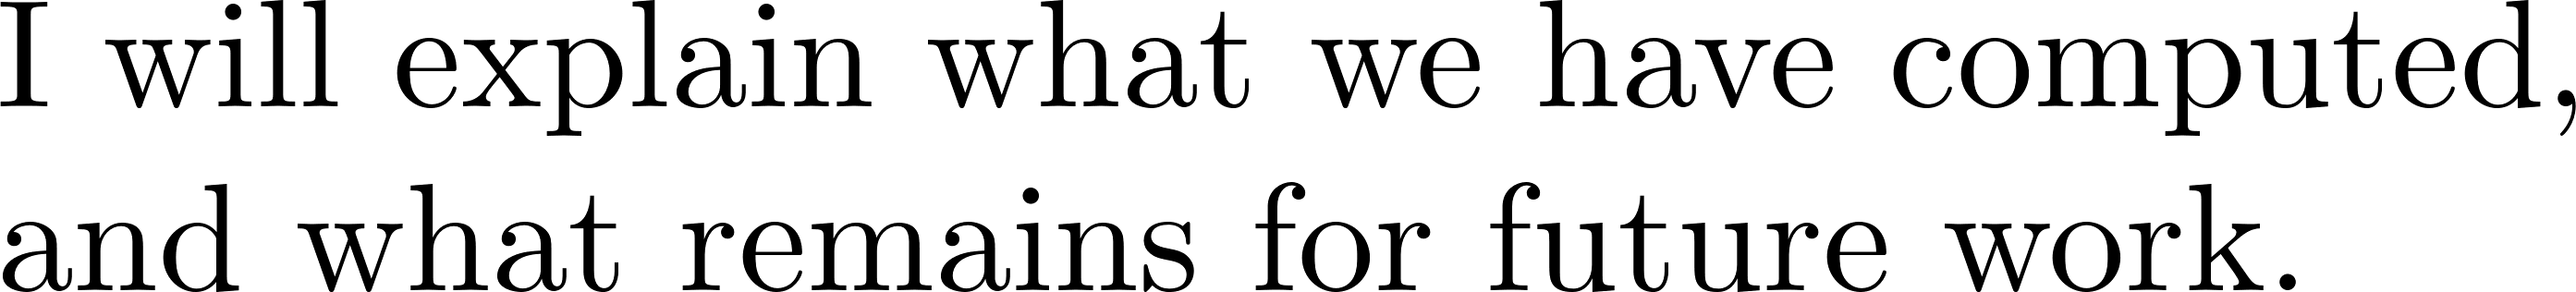 I will explain what we have computed,
and what remains for future work.